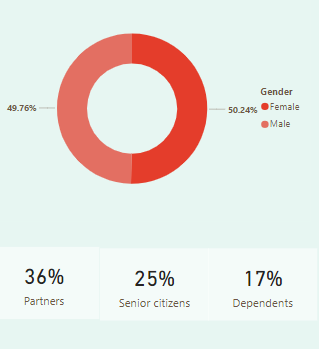 Gender
Female
Male
49.76%
50.24%
36%
Partners
25%
Senior citizens
17%
Dependents